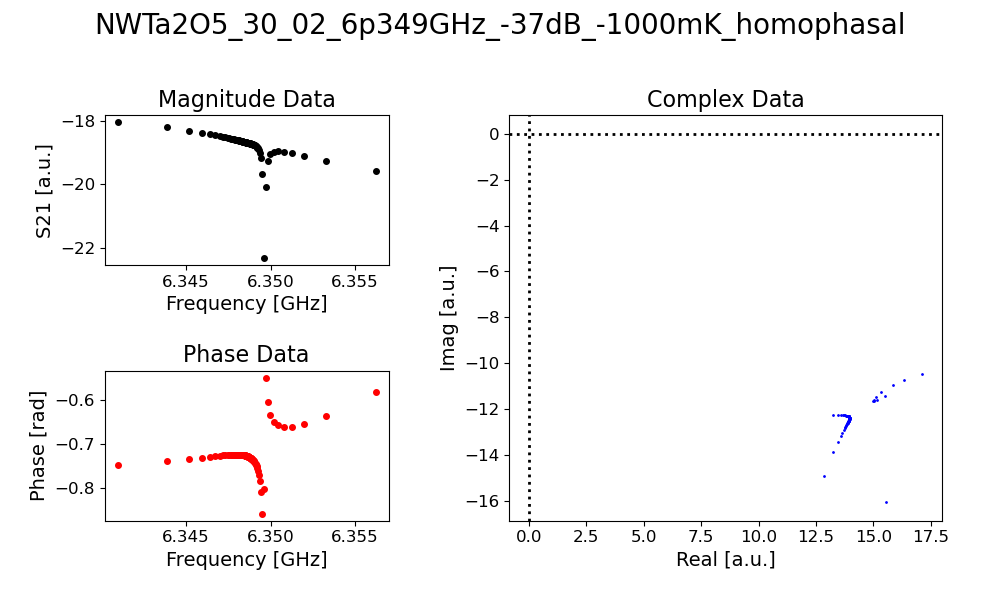 NWTa2O5_30_02_6p349GHz_-37dB_-1000mK_homophasal
Magnitude Data
S21 [a.u.]
−18
−20
−22
6.345 6.350 6.355
Frequency [GHz]
Phase Data
Phase [rad]
−0.6
−0.7
−0.8
6.345 6.350 6.355
Frequency [GHz]
Complex Data
Imag [a.u.]
0
−2
−4
−6
−8
−10
−12
−14
−16
0.0 2.5 5.0 7.5 10.0 12.5 15.0 17.5
Real [a.u.]